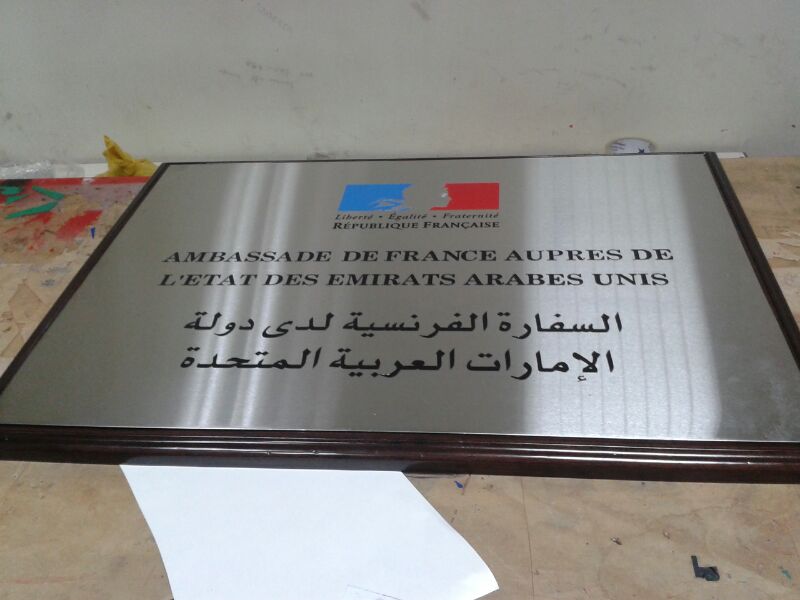 Liberté • Égalité • Fraternité
RÉPUBLIQUE FRANÇAISE
AMBASSADE DE FRANCE AUPRES DE
L'ETAT DES EMIRATS ARABES UNIS
السفارة الفرنسية لدى دولة
الإمارات العربية المتحدة